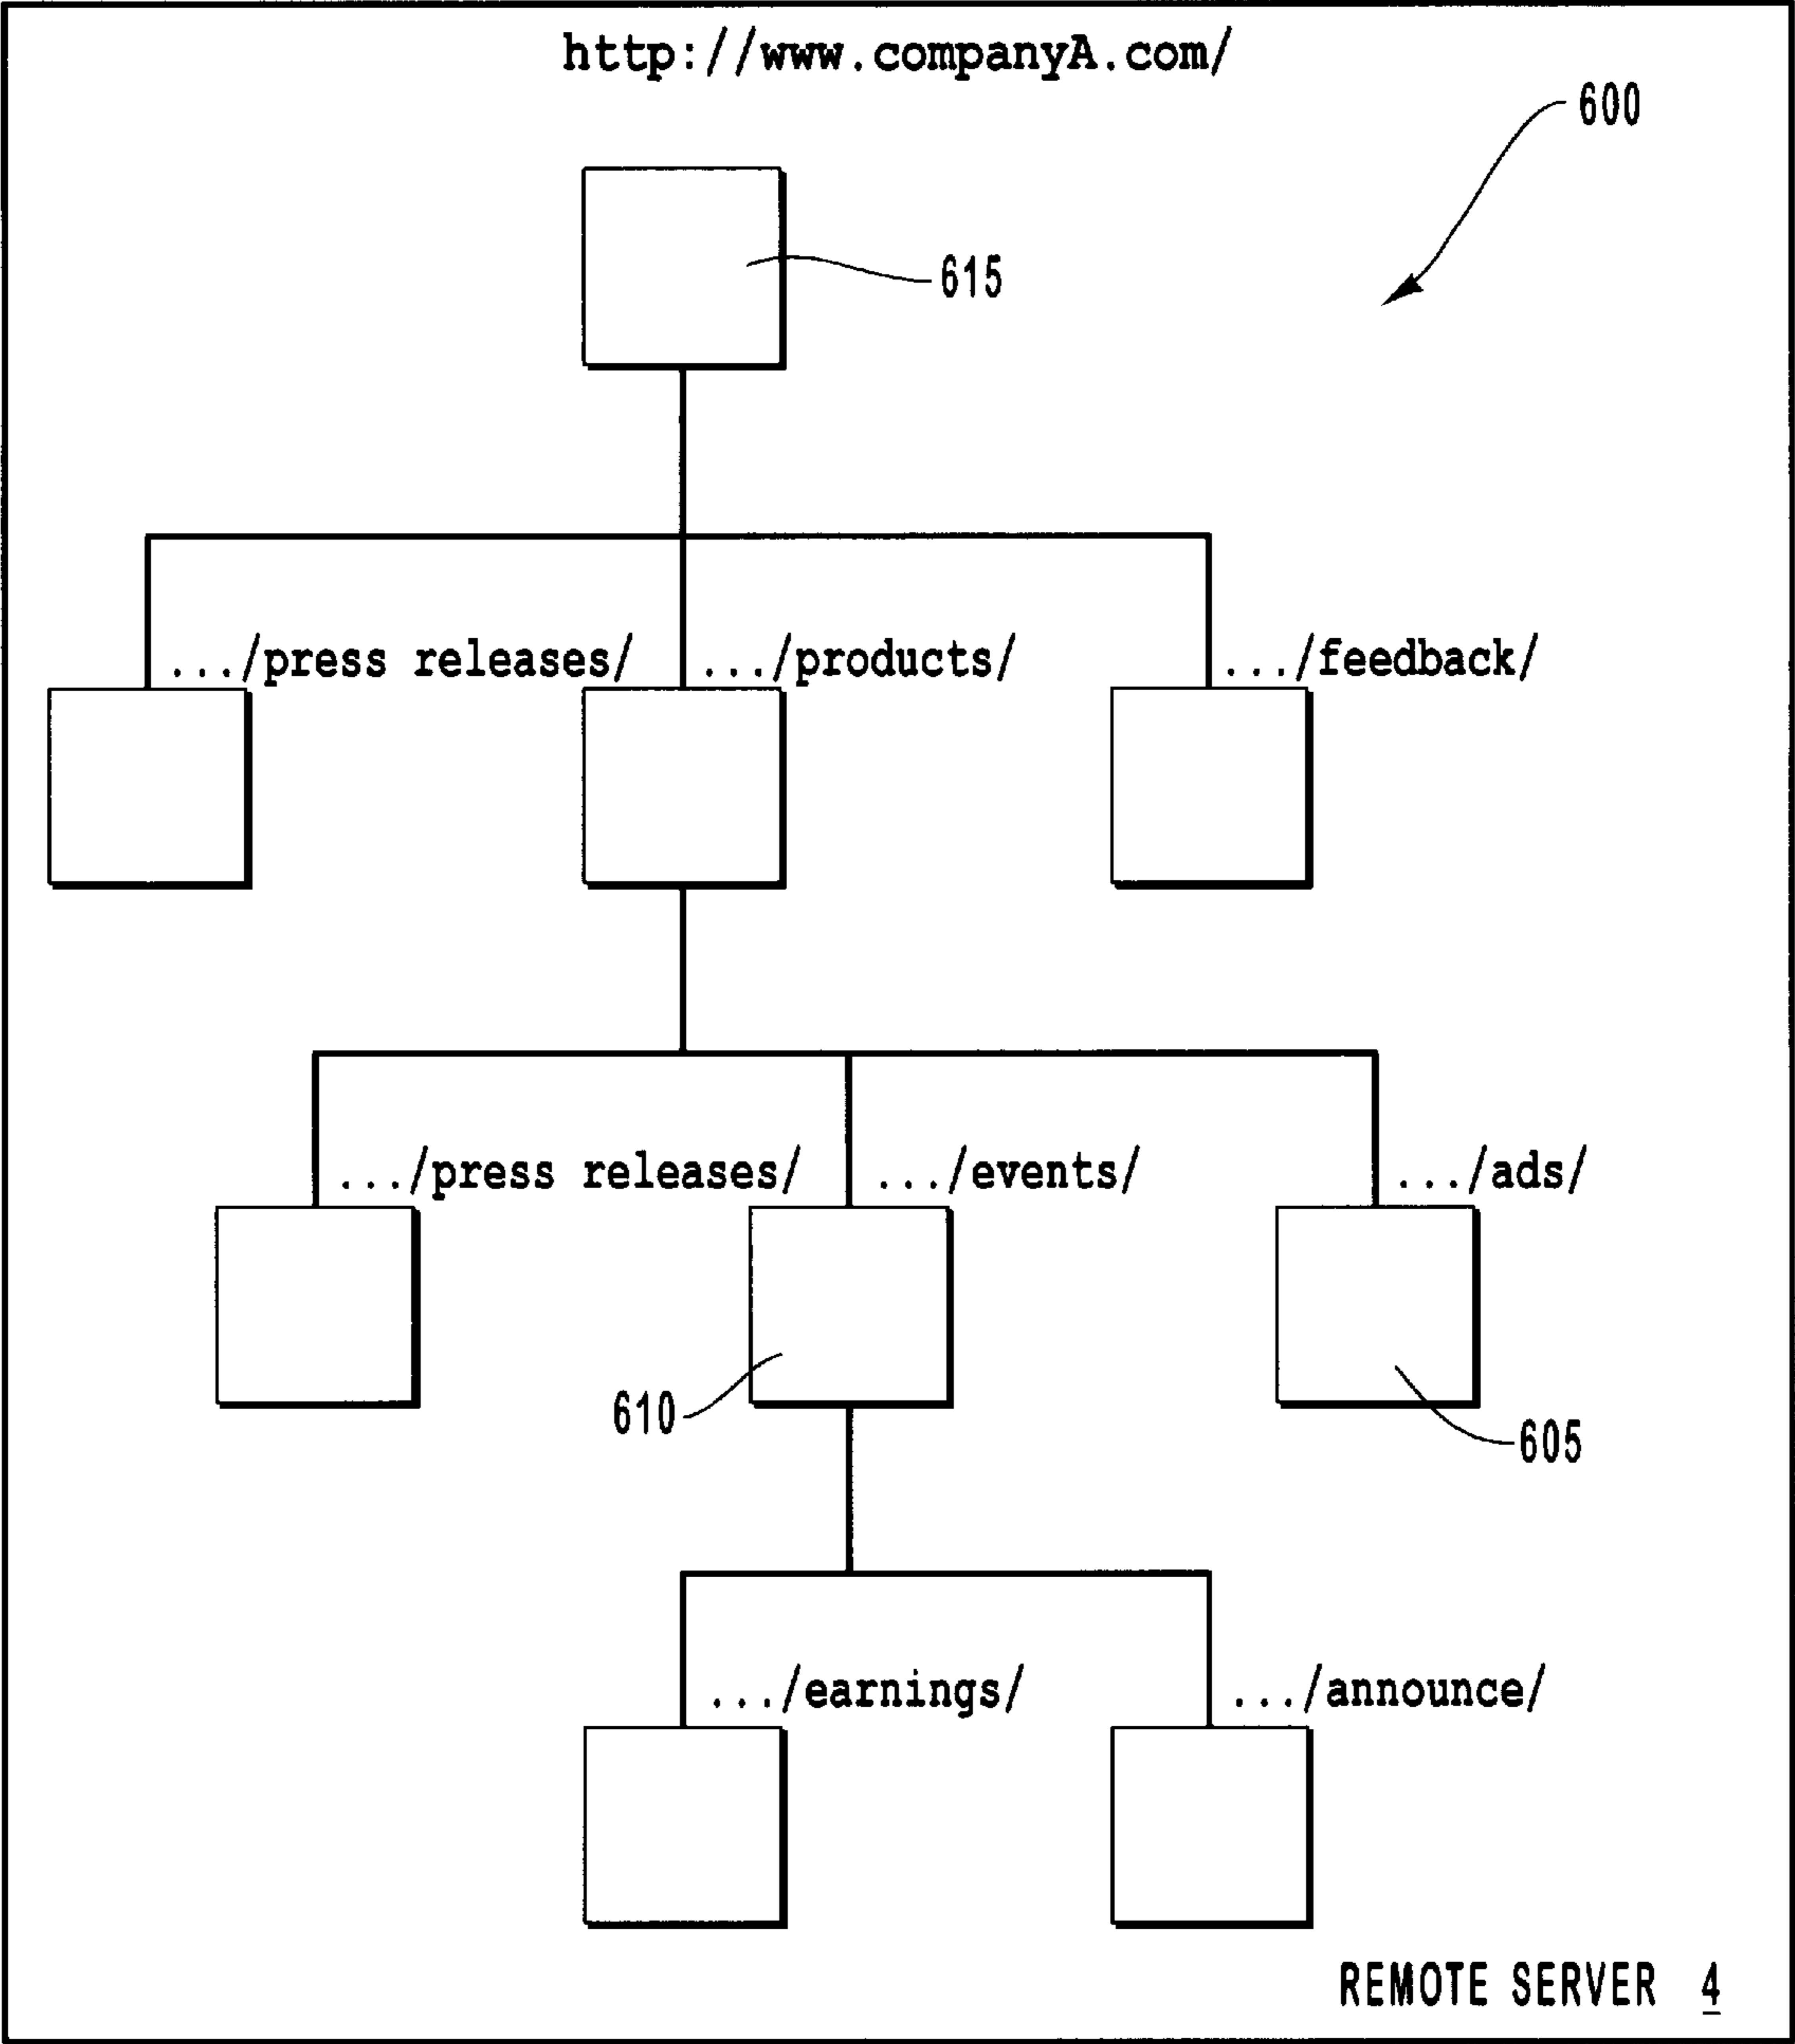 http://www.companyA.com/
600
615
.../press releases/
.../products/
.../feedback/
.../press releases/
.../events/
.../ads/
610
605
.../earnings/
.../announce/
REMOTE SERVER 4